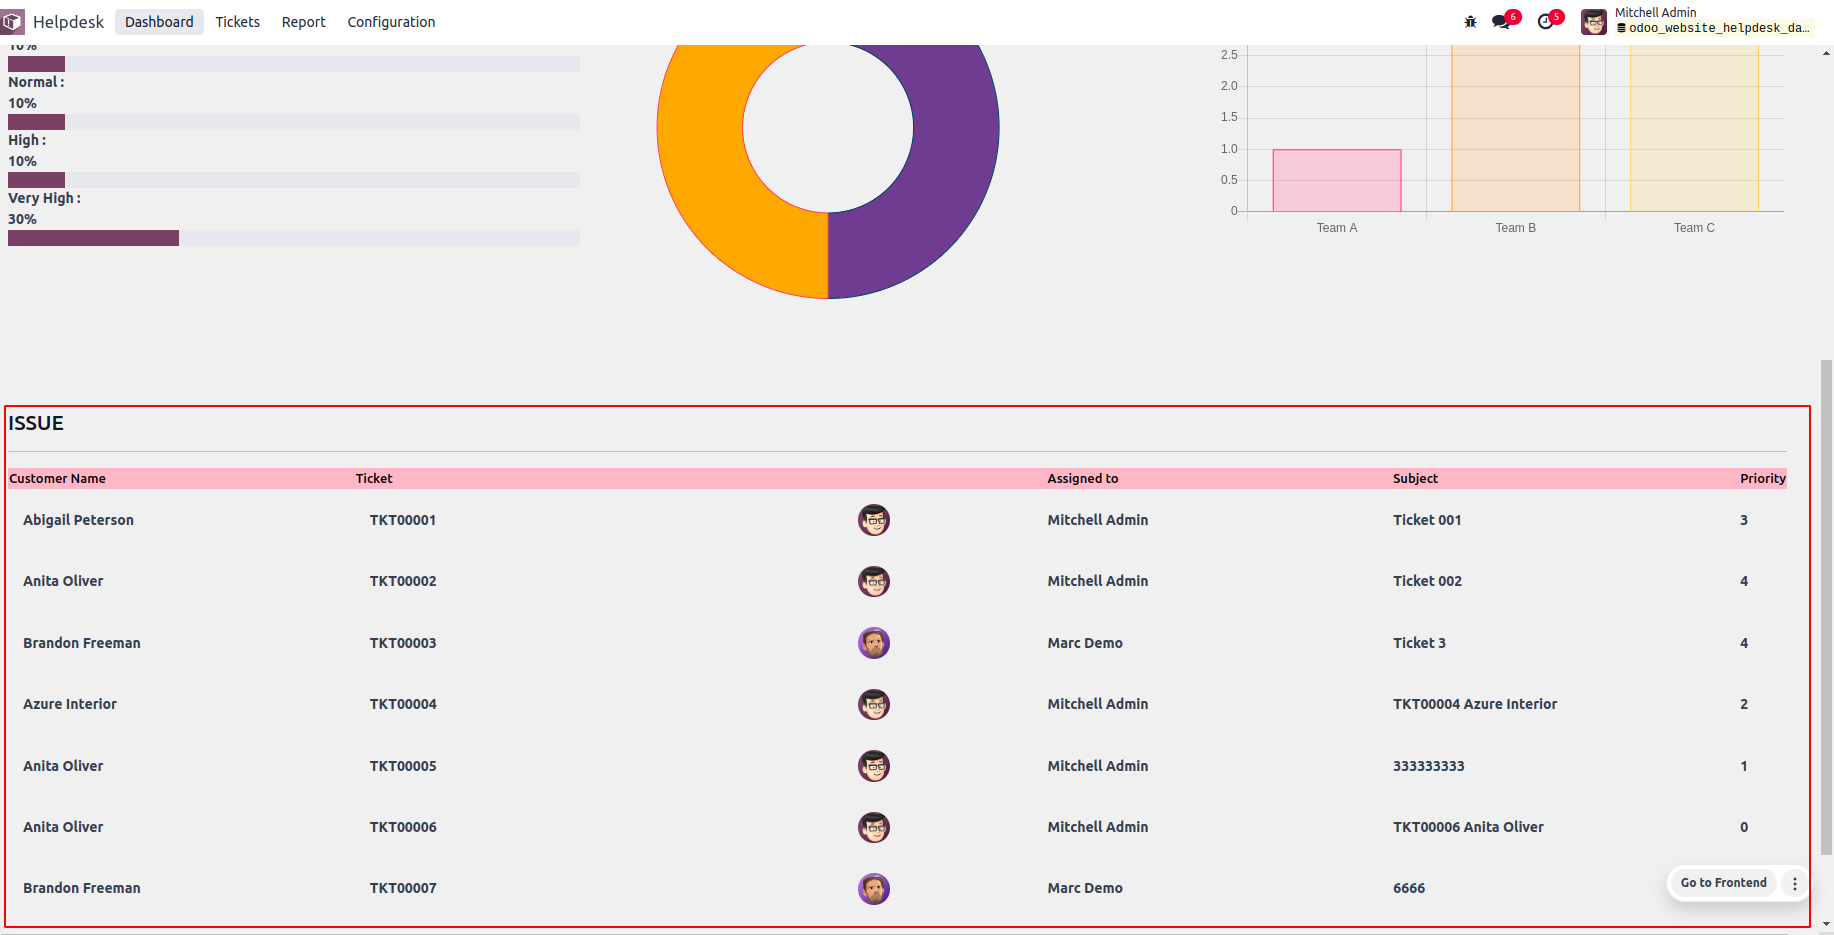 Helpdesk Dashboard Tickets Report Configuration 6 5 Mitchell Admin
odoo_website_helpdesk_da...
10%
Normal :
10%
High :
10%
Very High :
30%
2.5
2.0
1.5
1.0
0.5
0
Team A Team B Team C
ISSUE
Customer Name Ticket Assigned to Subject Priority
Abigail Peterson TKT00001 Mitchell Admin Ticket 001 3
Anita Oliver TKT00002 Mitchell Admin Ticket 002 4
Brandon Freeman TKT00003 Marc Demo Ticket 3 4
Azure Interior TKT00004 Mitchell Admin TKT00004 Azure Interior 2
Anita Oliver TKT00005 Mitchell Admin 333333333 1
Anita Oliver TKT00006 Mitchell Admin TKT00006 Anita Oliver 0
Brandon Freeman TKT00007 Marc Demo 6666
Go to Frontend